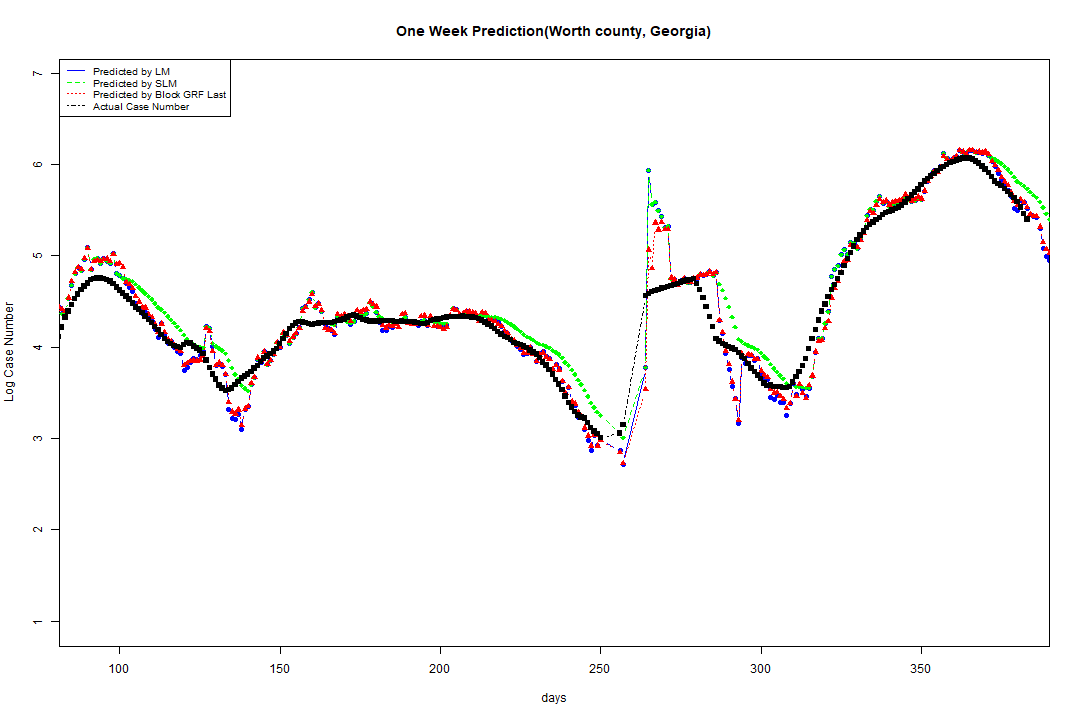 One Week Prediction(Worth county, Georgia)
Predicted by LM
Predicted by SLM
Predicted by Block GRF Last
Actual Case Number
7
6
5
4
3
2
1
Log Case Number
100 150 200 250 300 350
days